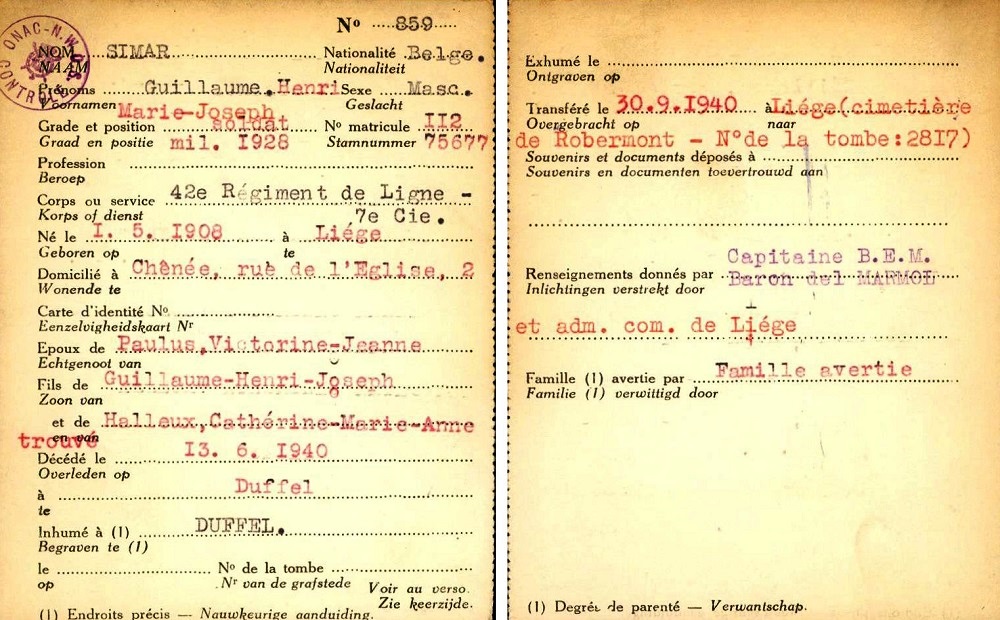 ONAC-N.W.O.S.
CONTROLE
Nº 859
NOM SIMAR Nationalité Belge.
NAAM Nationaliteit
Prénoms Guillaume.Henri Sexe Masc.
Voornamen Marie-Joseph Geslacht
Grade et position soldat Nº matricule II2
Graad en positie mil. I928 Stamnummer 75677
Profession
Beroep
Corps ou service 42e Régiment de Ligne -
Korps of dienst 7e Cie.
Né le I. 5. I908 à Liége
Geboren op te
Domicilié à Chênée, rue de l'Eglise, 2
Wonende te
Carte d'identité Nº
Eenzelvigheidskaart Nr
Epoux de Paulus,Victorine-Jeanne
Echtgenoot van
Fils de Guillaume-Henri-Joseph
Zoon van
et de Halleux,Cathérine-Marie-Anne
en van
trouvé
Décédé le I3. 6. I940
Overleden op
à Duffel
te
Inhumé à (1) DUFFEL.
Begraven te (1)
le Nº de la tombe
op Nr van de grafstede Voir au verso.
Zie keerzijde.
(1) Endroits précis — Nauwkeurige aanduiding.
Exhumé le
Ontgraven op
Transféré le 30.9.1940 à Liége(cimetière
Overgebracht op naar
de Robermont - Nºde la tombe:2817)
Souvenirs et documents déposés à
Souvenirs en documenten toevertrouwd aan
Capitaine B.E.M.
Renseignements donnés par Baron del MARMOL
Inlichtingen verstrekt door
et adm. com. de Liége
Famille (1) avertie par Famille avertie
Familie (1) verwittigd door
(1) Degré de parenté — Verwantschap.